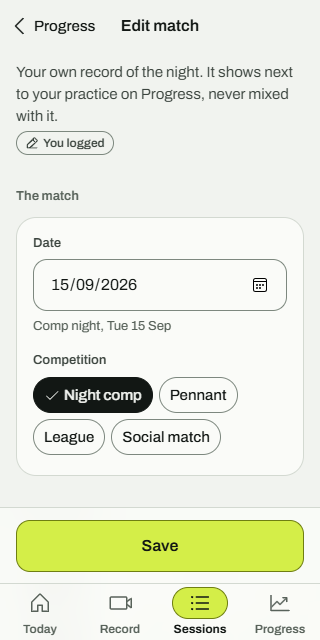 Progress
Edit match
Your own record of the night. It shows next
to your practice on Progress, never mixed
with it.
You logged
The match
Date
15/09/2026
Comp night, Tue 15 Sep
Competition
Night comp
Pennant
League
Social match
Save
Today
Record
Sessions
Progress